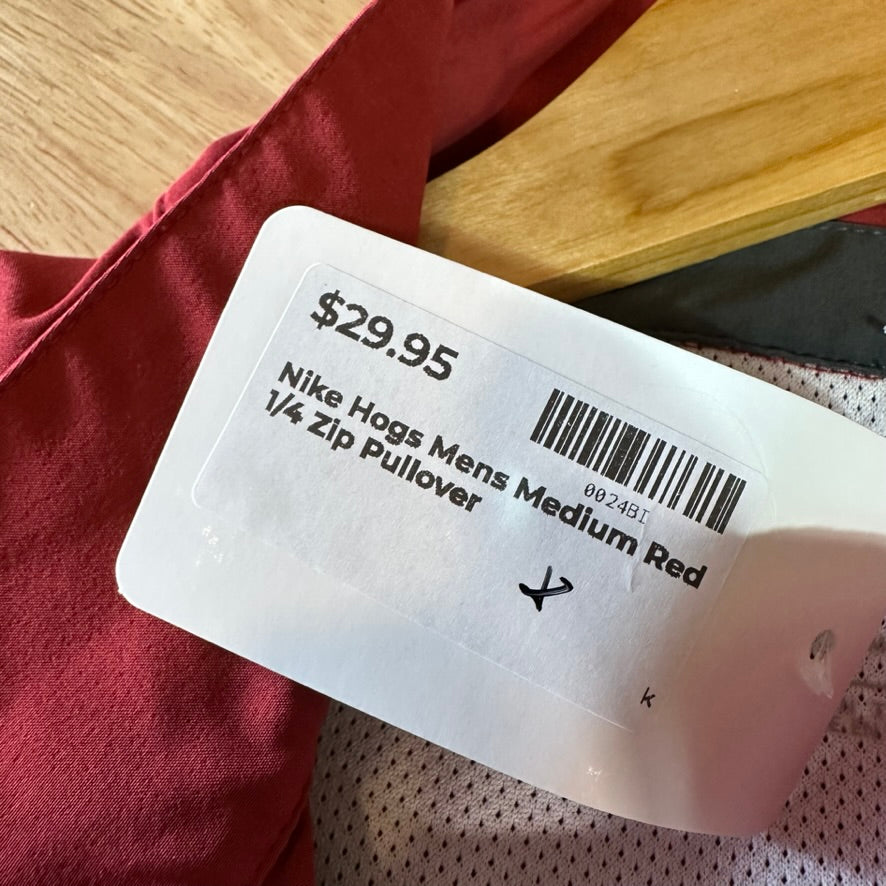 $29.95
Nike Hogs Mens Medium Red
1/4 Zip Pullover
0024BI
k